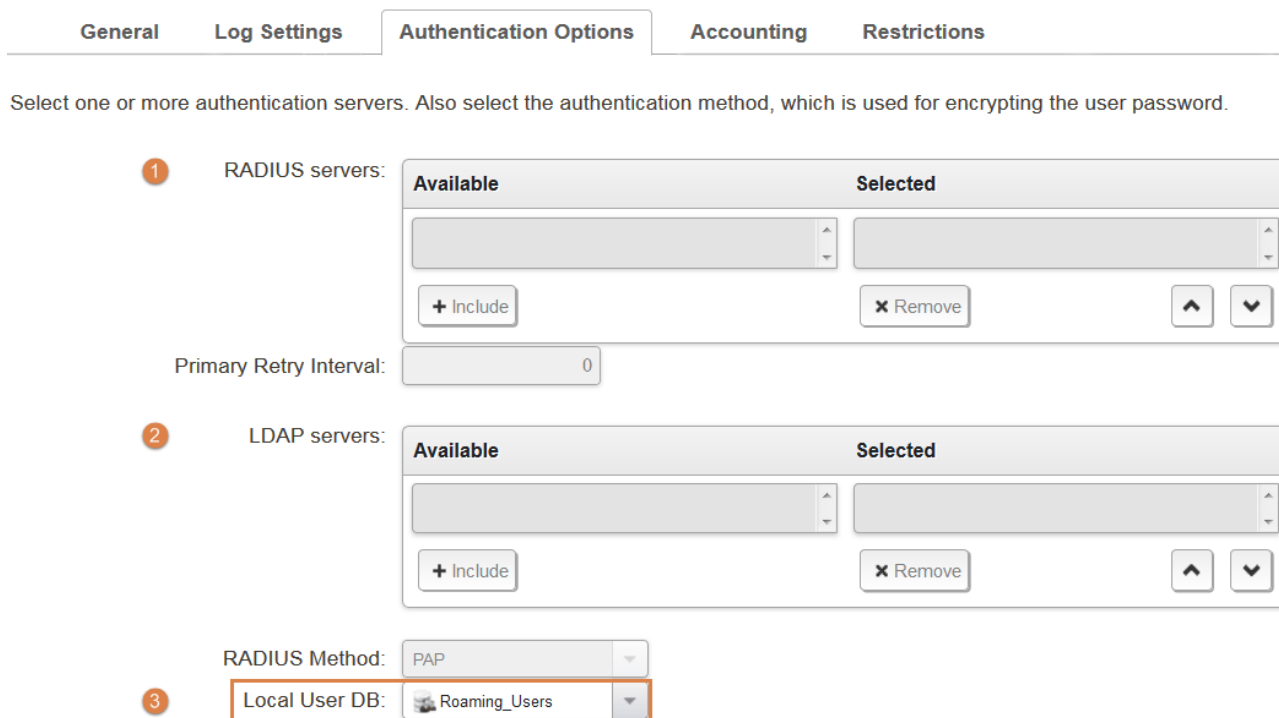 General Log Settings Authentication Options Accounting Restrictions
Select one or more authentication servers. Also select the authentication method, which is used for encrypting the user password.
1 RADIUS servers:
Available Selected
+ Include × Remove
Primary Retry Interval: 0
2 LDAP servers:
Available Selected
+ Include × Remove
RADIUS Method: PAP
3 Local User DB: Roaming_Users